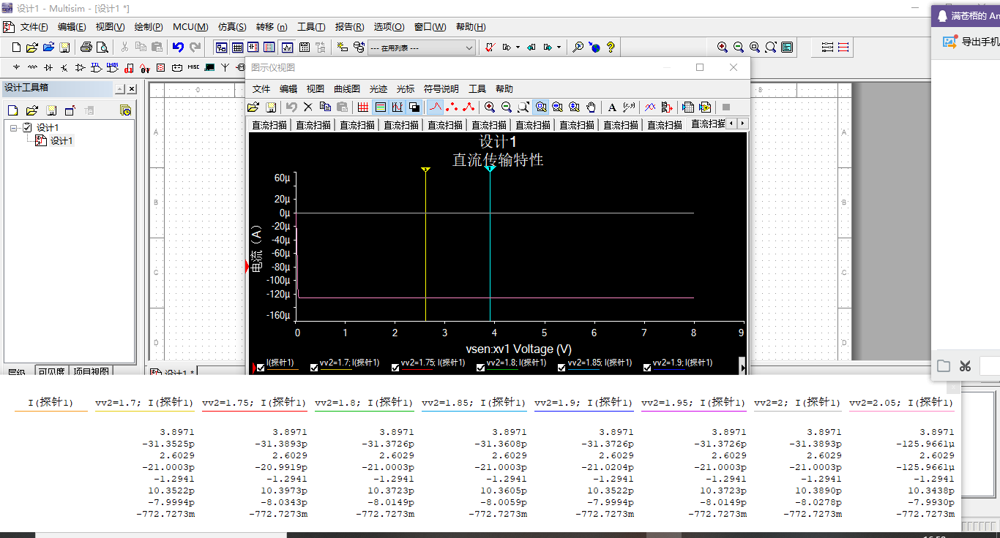 设计1 - Multisim - [设计1 *]
文件(F) 编辑(E) 视图(V) 绘制(P) MCU(M) 仿真(S) 转移 (n) 工具(T) 报告(R) 选项(O) 窗口(W) 帮助(H)
满苍梧的 An
导出手机
--- 在用列表 ---
MISC
设计工具箱
设计1
设计1
层级 可见度 项目视图
设计1 *
0 8
A A
B B
C C
D D
图示仪视图
文件 编辑 视图 曲线图 光迹 光标 符号说明 工具 帮助
直流扫描 直流扫描 直流扫描 直流扫描 直流扫描 直流扫描 直流扫描 直流扫描 直流扫描 直流扫描 直流扫描
设计1
直流传输特性
60μ
20μ
0μ
-20μ
-40μ
-60μ
-80μ
-100μ
-120μ
-160μ
电流（A）
0 1 2 3 4 5 6 7 8 9
vsen:xv1 Voltage (V)
I(探针1) vv2=1.7; I(探针1) vv2=1.75; I(探针1) vv2=1.8; I(探针1) vv2=1.85; I(探针1) vv2=1.9; I(探针1)
I(探针1) vv2=1.7; I(探针1) vv2=1.75; I(探针1) vv2=1.8; I(探针1) vv2=1.85; I(探针1) vv2=1.9; I(探针1) vv2=1.95; I(探针1) vv2=2; I(探针1) vv2=2.05; I(探针1)
3.8971 3.8971 3.8971 3.8971 3.8971 3.8971 3.8971 3.8971
-31.3525p -31.3893p -31.3726p -31.3608p -31.3726p -31.3726p -31.3893p -125.9661μ
2.6029 2.6029 2.6029 2.6029 2.6029 2.6029 2.6029 2.6029
-21.0003p -20.9919p -21.0003p -21.0003p -21.0204p -21.0003p -21.0003p -125.9661μ
-1.2941 -1.2941 -1.2941 -1.2941 -1.2941 -1.2941 -1.2941 -1.2941
10.3522p 10.3973p 10.3723p 10.3605p 10.3522p 10.3723p 10.3890p 10.3438p
-7.9994p -8.0343p -8.0149p -8.0059p -7.9994p -8.0149p -8.0278p -7.9930p
-772.7273m -772.7273m -772.7273m -772.7273m -772.7273m -772.7273m -772.7273m -772.7273m